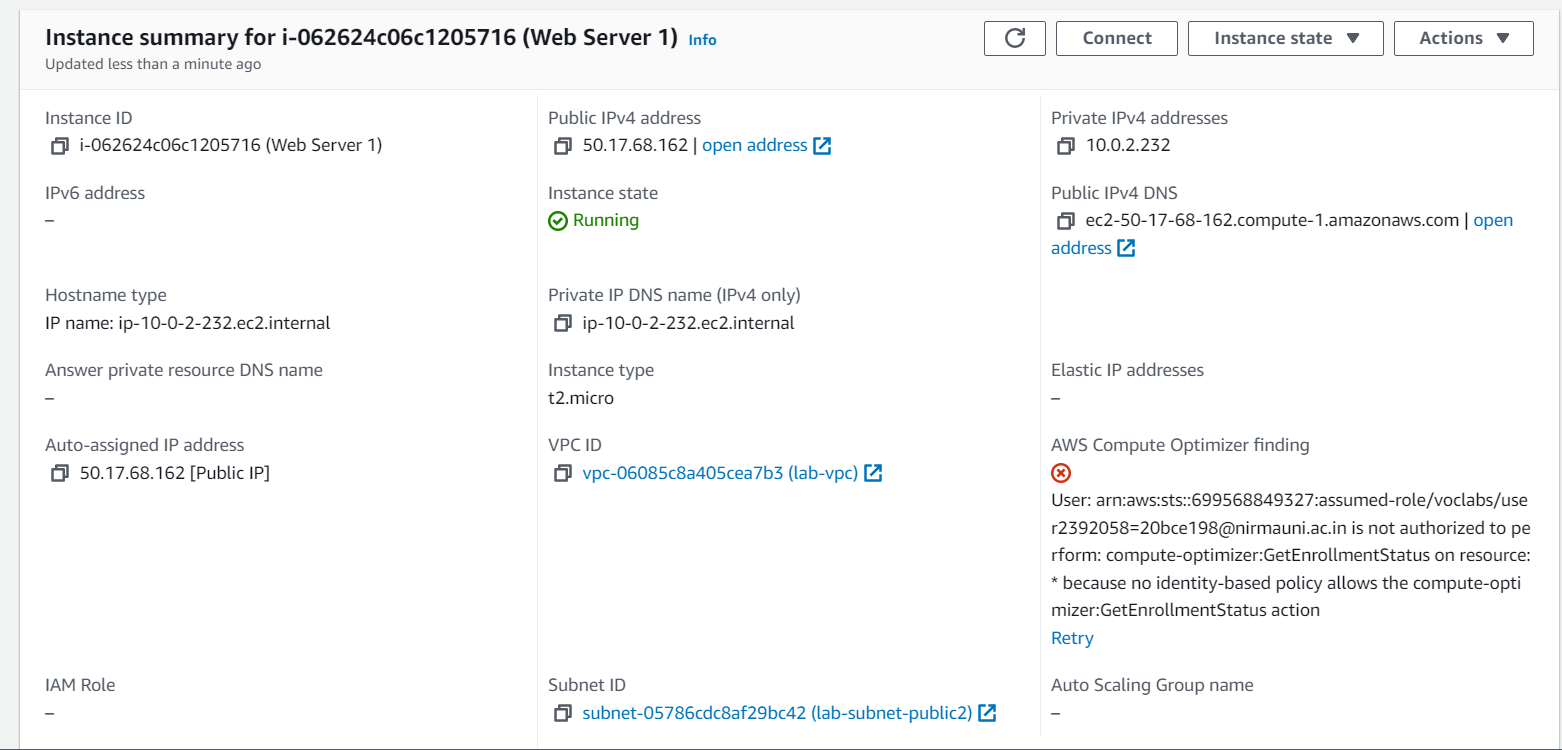 Instance summary for i-062624c06c1205716 (Web Server 1) Info
Updated less than a minute ago
Connect
Instance state
Actions
Instance ID
i-062624c06c1205716 (Web Server 1)
Public IPv4 address
50.17.68.162 | open address
Private IPv4 addresses
10.0.2.232
IPv6 address
–
Instance state
Running
Public IPv4 DNS
ec2-50-17-68-162.compute-1.amazonaws.com | open
address
Hostname type
IP name: ip-10-0-2-232.ec2.internal
Private IP DNS name (IPv4 only)
ip-10-0-2-232.ec2.internal
Answer private resource DNS name
–
Instance type
t2.micro
Elastic IP addresses
–
Auto-assigned IP address
50.17.68.162 [Public IP]
VPC ID
vpc-06085c8a405cea7b3 (lab-vpc)
AWS Compute Optimizer finding
User: arn:aws:sts::699568849327:assumed-role/voclabs/use
r2392058=20bce198@nirmauni.ac.in is not authorized to pe
rform: compute-optimizer:GetEnrollmentStatus on resource:
* because no identity-based policy allows the compute-opti
mizer:GetEnrollmentStatus action
Retry
IAM Role
–
Subnet ID
subnet-05786cdc8af29bc42 (lab-subnet-public2)
Auto Scaling Group name
–